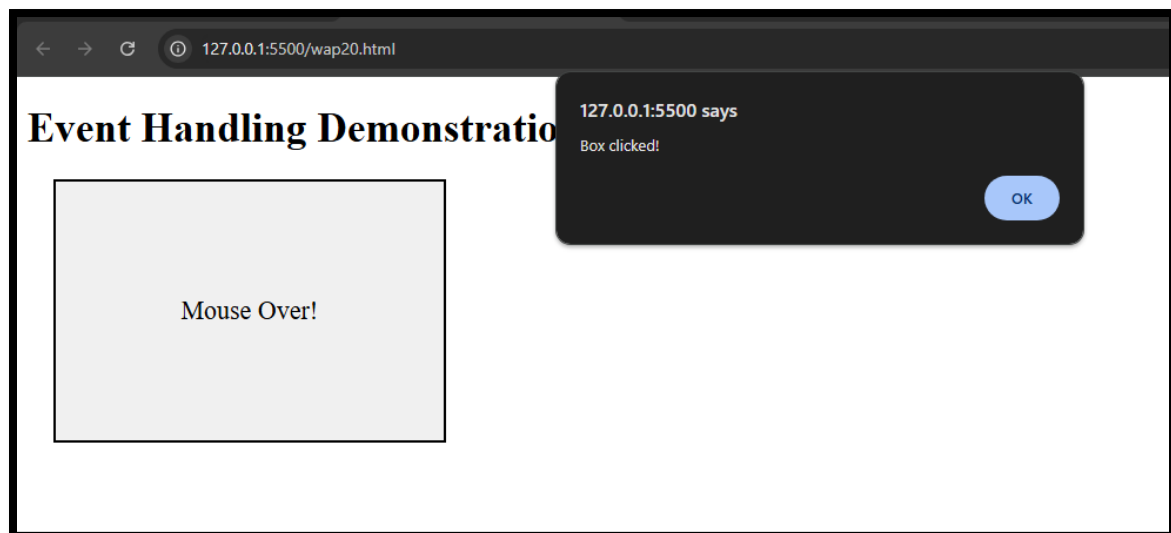 127.0.0.1:5500/wap20.html
127.0.0.1:5500 says
Box clicked!
OK
Event Handling Demonstratio
Mouse Over!